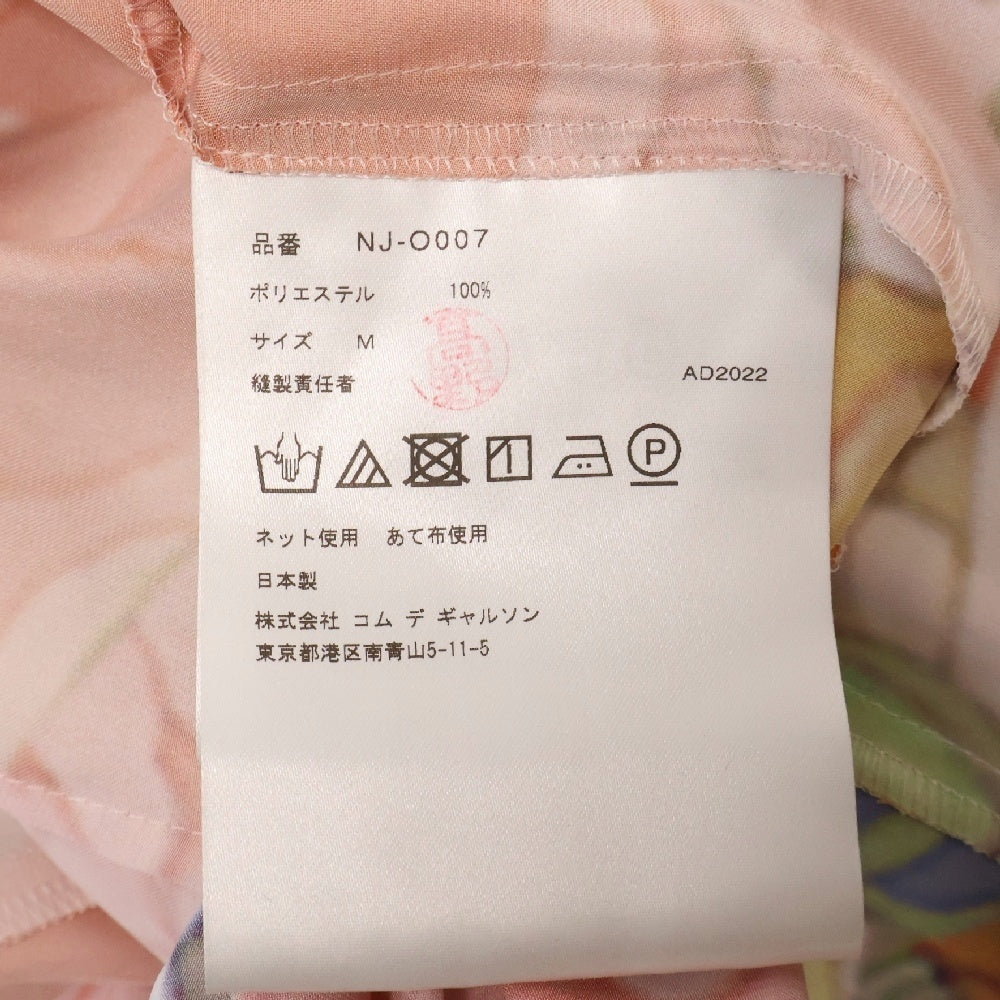 品番 NJ-O007
ポリエステル 100%
サイズ M
縫製責任者
AD2022
P
ネット使用 あて布使用
日本製
株式会社 コム デ ギャルソン
東京都港区南青山5-11-5